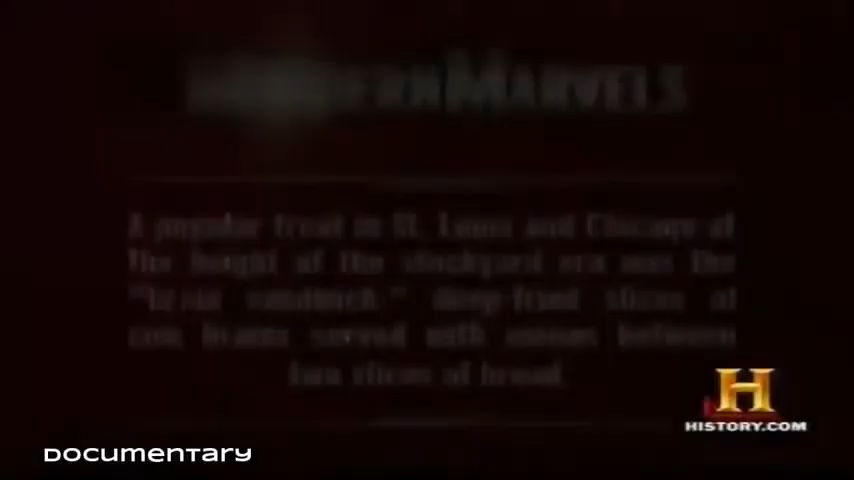 MODERN MARVELS
A popular treat in St. Louis and Chicago at
the height of the stockyard era was the
"brain sandwich," deep-fried slices of
cow brains served with onions between
two slices of bread.
H
HISTORY.COM
Documentary